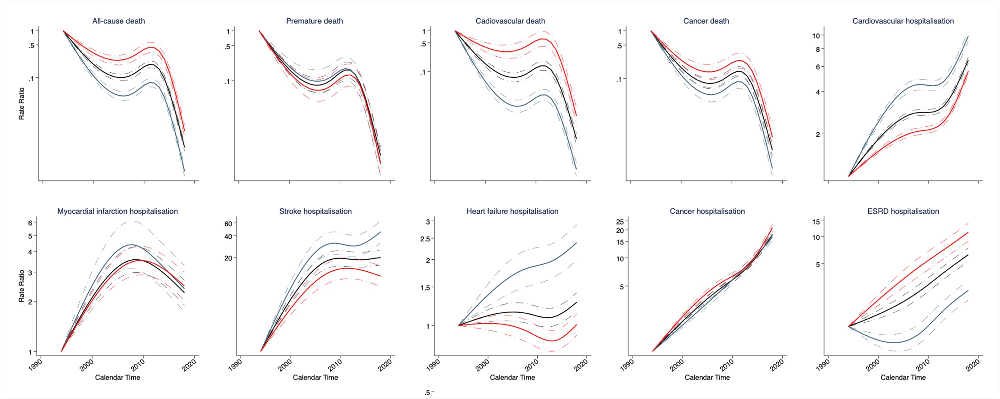 All-cause death
Premature death
Cadiovascular death
Cancer death
Cardiovascular hospitalisation
Rate Ratio
1
.5
.1
1
.5
.1
1
.5
.1
1
.5
.1
10
8
6
4
2
Myocardial infarction hospitalisation
Stroke hospitalisation
Heart failure hospitalisation
Cancer hospitalisation
ESRD hospitalisation
Rate Ratio
6
5
4
3
2
1
60
40
20
3
2.5
2
1.5
1
.5
25
20
15
10
5
15
10
5
1990 2000 2010 2020
1990 2000 2010 2020
1990 2000 2010 2020
1990 2000 2010 2020
1990 2000 2010 2020
Calendar Time
Calendar Time
Calendar Time
Calendar Time
Calendar Time